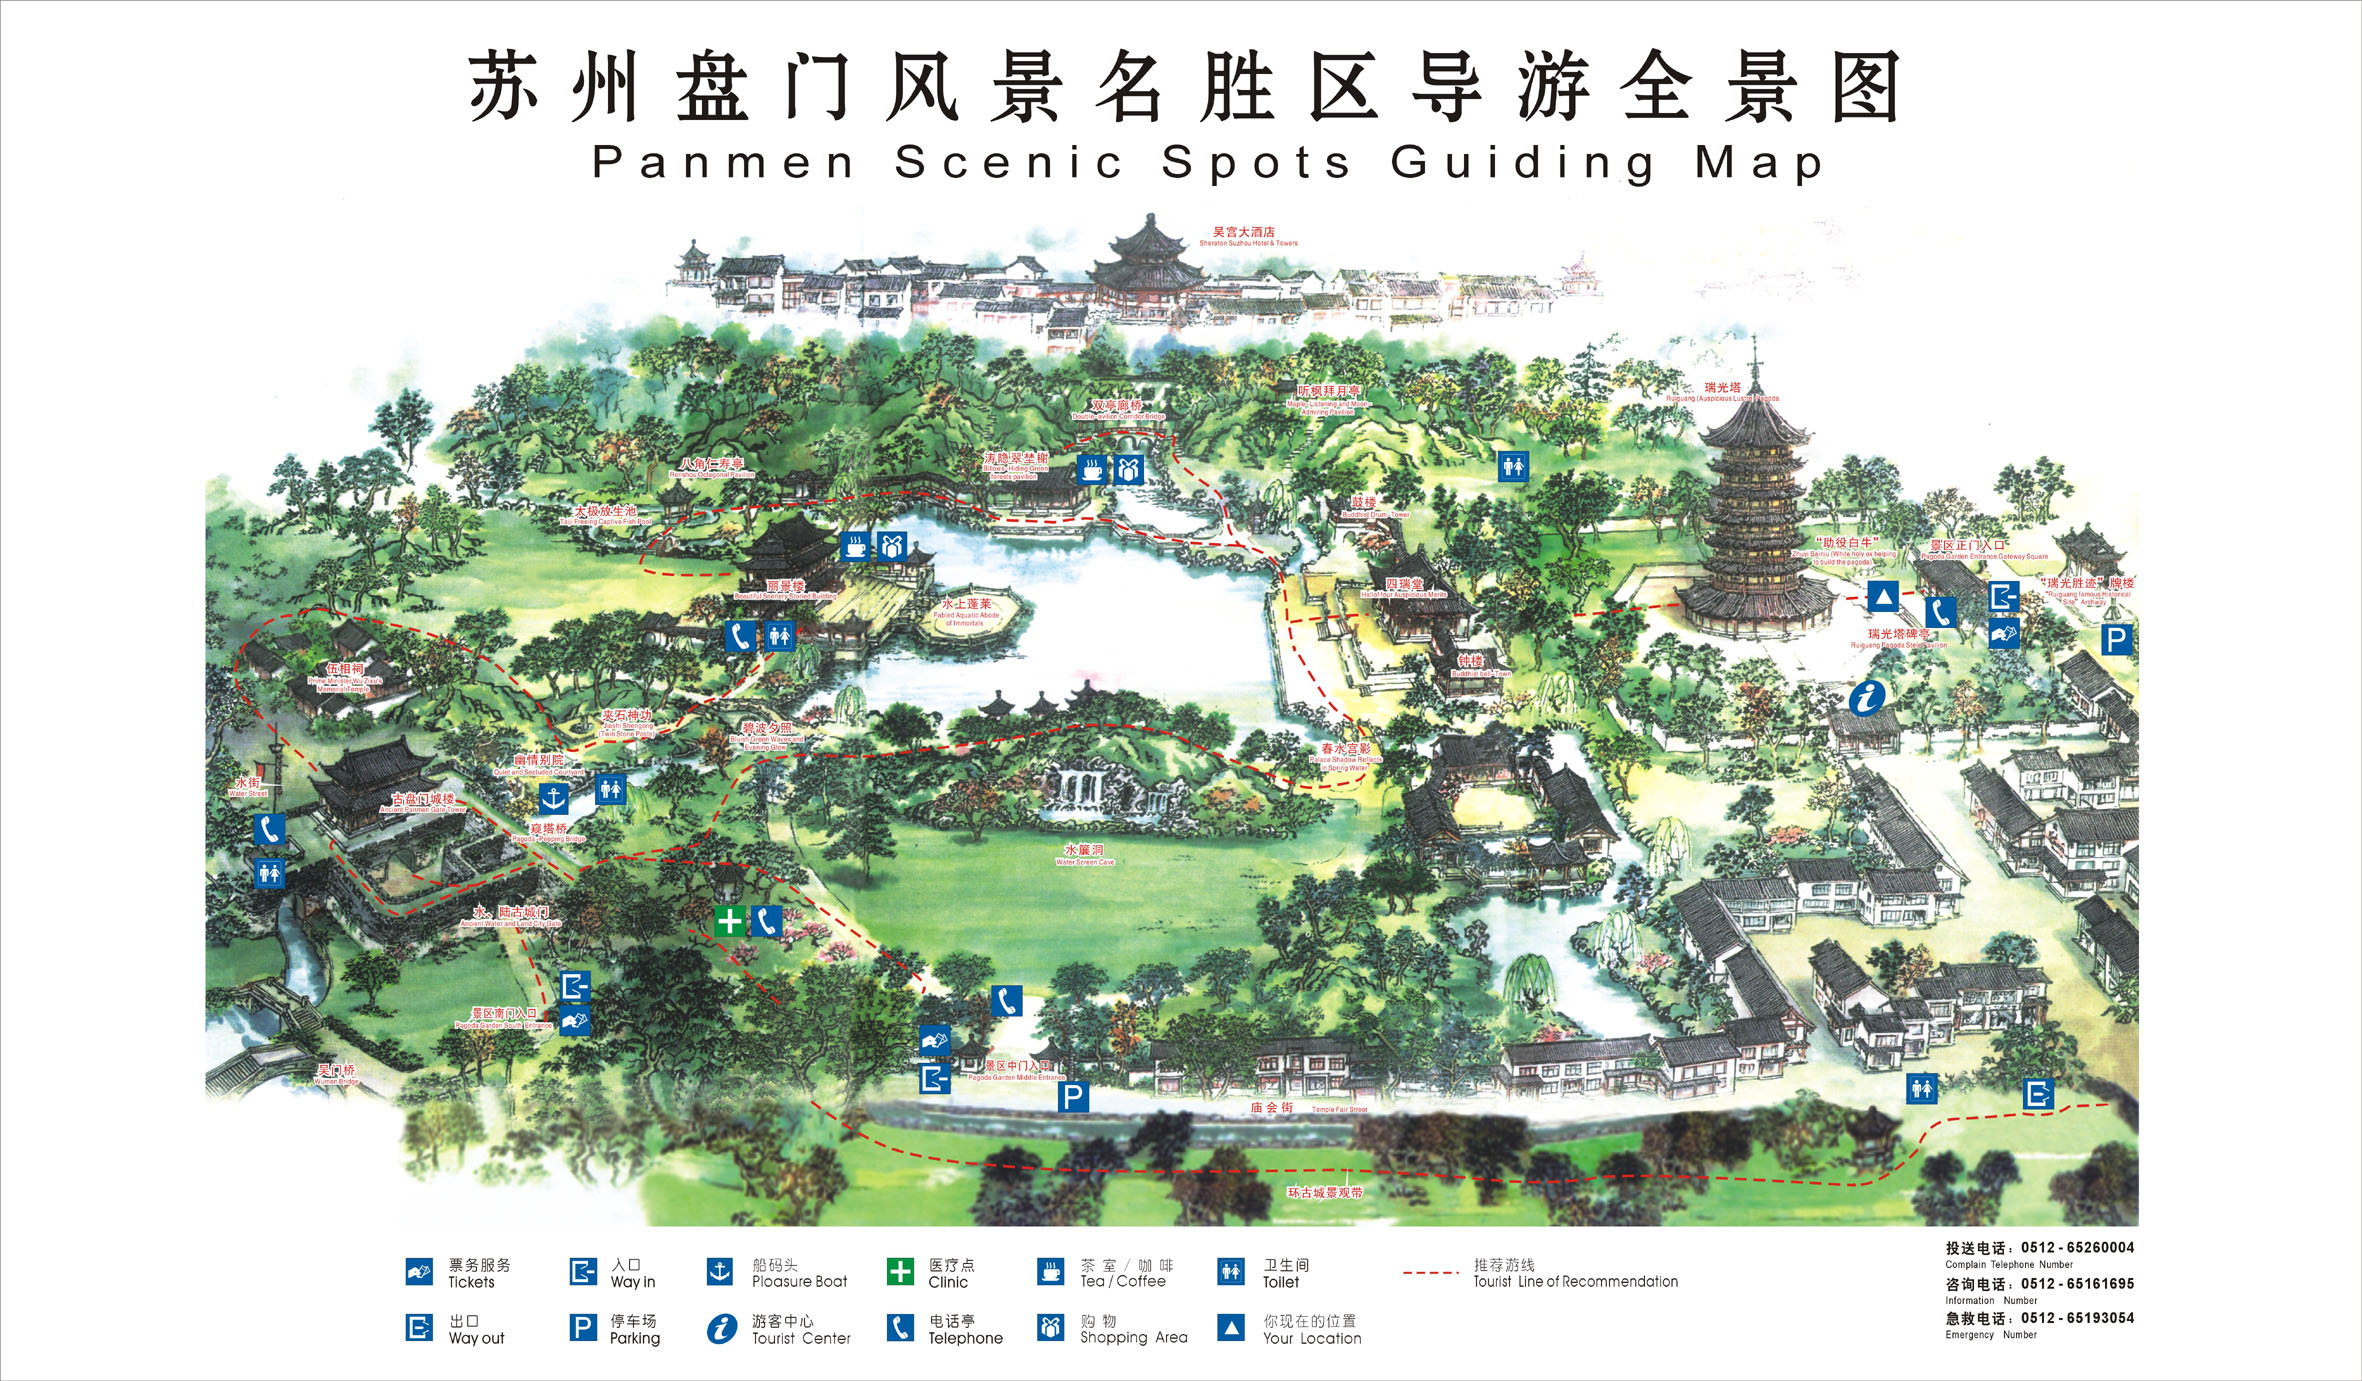 苏州盘门风景名胜区导游全景图
Panmen Scenic Spots Guiding Map
吴宫大酒店
Sheraton Suzhou Hotel & Towers
瑞光塔
Ruiguang (Auspicious Lustre) Pagoda
听枫拜月亭
Maple-Listening and Moon-
Admiring Pavilion
双亭廊桥
Double-avilion Corridor Bridge
涛隐翠埜榭
Billows-Hiding Green
forests pavilion
八角仁寿亭
Renshou Octagonal Pavilion
太极放生池
Taiji Freeing Captive Fish Pool
鼓楼
Buddhist Drum-Tower
"助役白牛"
Zhuyi Bainiu (White holy ox helping
to build the pagoda)
景区正门入口
Pagoda Garden Entrance Gateway Square
"瑞光胜迹"牌楼
"Ruiguang famous Historical
Site" Archway
P
丽景楼
Beautiful Scenery Storied Building
水上蓬莱
Fabled Aquatic Abode
of Immortals
四瑞堂
Hall of four Auspicious Merits
瑞光塔碑亭
Ruiguang Pagoda Stele Pavilion
钟楼
Buddhist bell-Town
伍相祠
Prime Minister Wu Zixu's
Memorial Temple
夹石神功
Jiashi Shengong
(Twin Stone Posts)
碧波夕照
Bluish Green Waves and
Evening Glow
春水宫影
Palace Shadow Reflects
in Spring Water
幽情别院
Quiet and Secluded Courtyard
水街
Water Street
古盘门城楼
Ancient Panmen Gate Tower
窥塔桥
Pagoda-Peeping Bridge
水簾洞
Water Screen Cave
水、陆古城门
Ancient Water and Land City Gate
景区南门入口
Pagoda Garden South Entrance
吴门桥
Wumen Bridge
景区中门入口
Pagoda Garden Middle Entrance
P
庙会街 Temple Fair Street
环古城景观带
票务服务
Tickets
入口
Way in
船码头
Ploasure Boat
医疗点
Clinic
茶室/咖啡
Tea/Coffee
卫生间
Toilet
推荐游线
Tourist Line of Recommendation
出口
Way out
P
停车场
Parking
游客中心
Tourist Center
电话亭
Telephone
购物
Shopping Area
你现在的位置
Your Location
投送电话：0512-65260004
Complain Telephone Number
咨询电话：0512-65161695
Information Number
急救电话：0512-65193054
Emergency Number